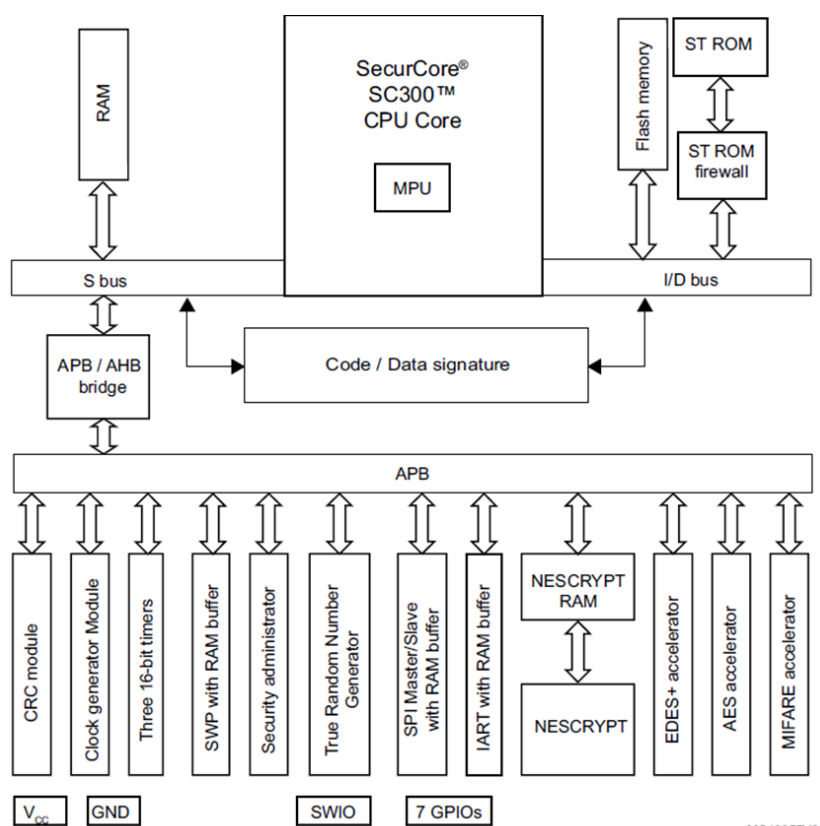 RAM
SecurCore®
SC300™
CPU Core
MPU
Flash memory
ST ROM
ST ROM
firewall
S bus
I/D bus
APB / AHB
bridge
Code / Data signature
APB
CRC module
Clock generator Module
Three 16-bit timers
SWP with RAM buffer
Security administrator
True Random Number
Generator
SPI Master/Slave
with RAM buffer
IART with RAM buffer
NESCRYPT
RAM
NESCRYPT
EDES+ accelerator
AES accelerator
MIFARE accelerator
VCC
GND
SWIO
7 GPIOs